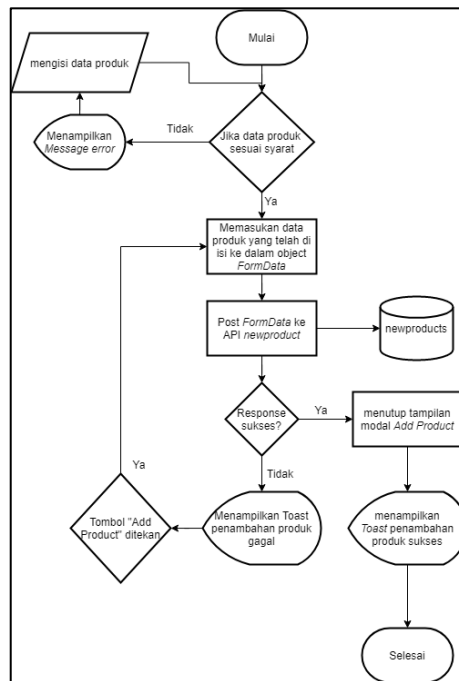 Mulai
mengisi data produk
Jika data produk
sesuai syarat
Tidak
Menampilkan
Message error
Ya
Memasukan data
produk yang telah di
isi ke dalam object
FormData
Post FormData ke
API newproduct
newproducts
Response
sukses?
Ya
menutup tampilan
modal Add Product
Tidak
Menampilkan Toast
penambahan produk
gagal
Tombol "Add
Product" ditekan
Ya
menampilkan
Toast penambahan
produk sukses
Selesai